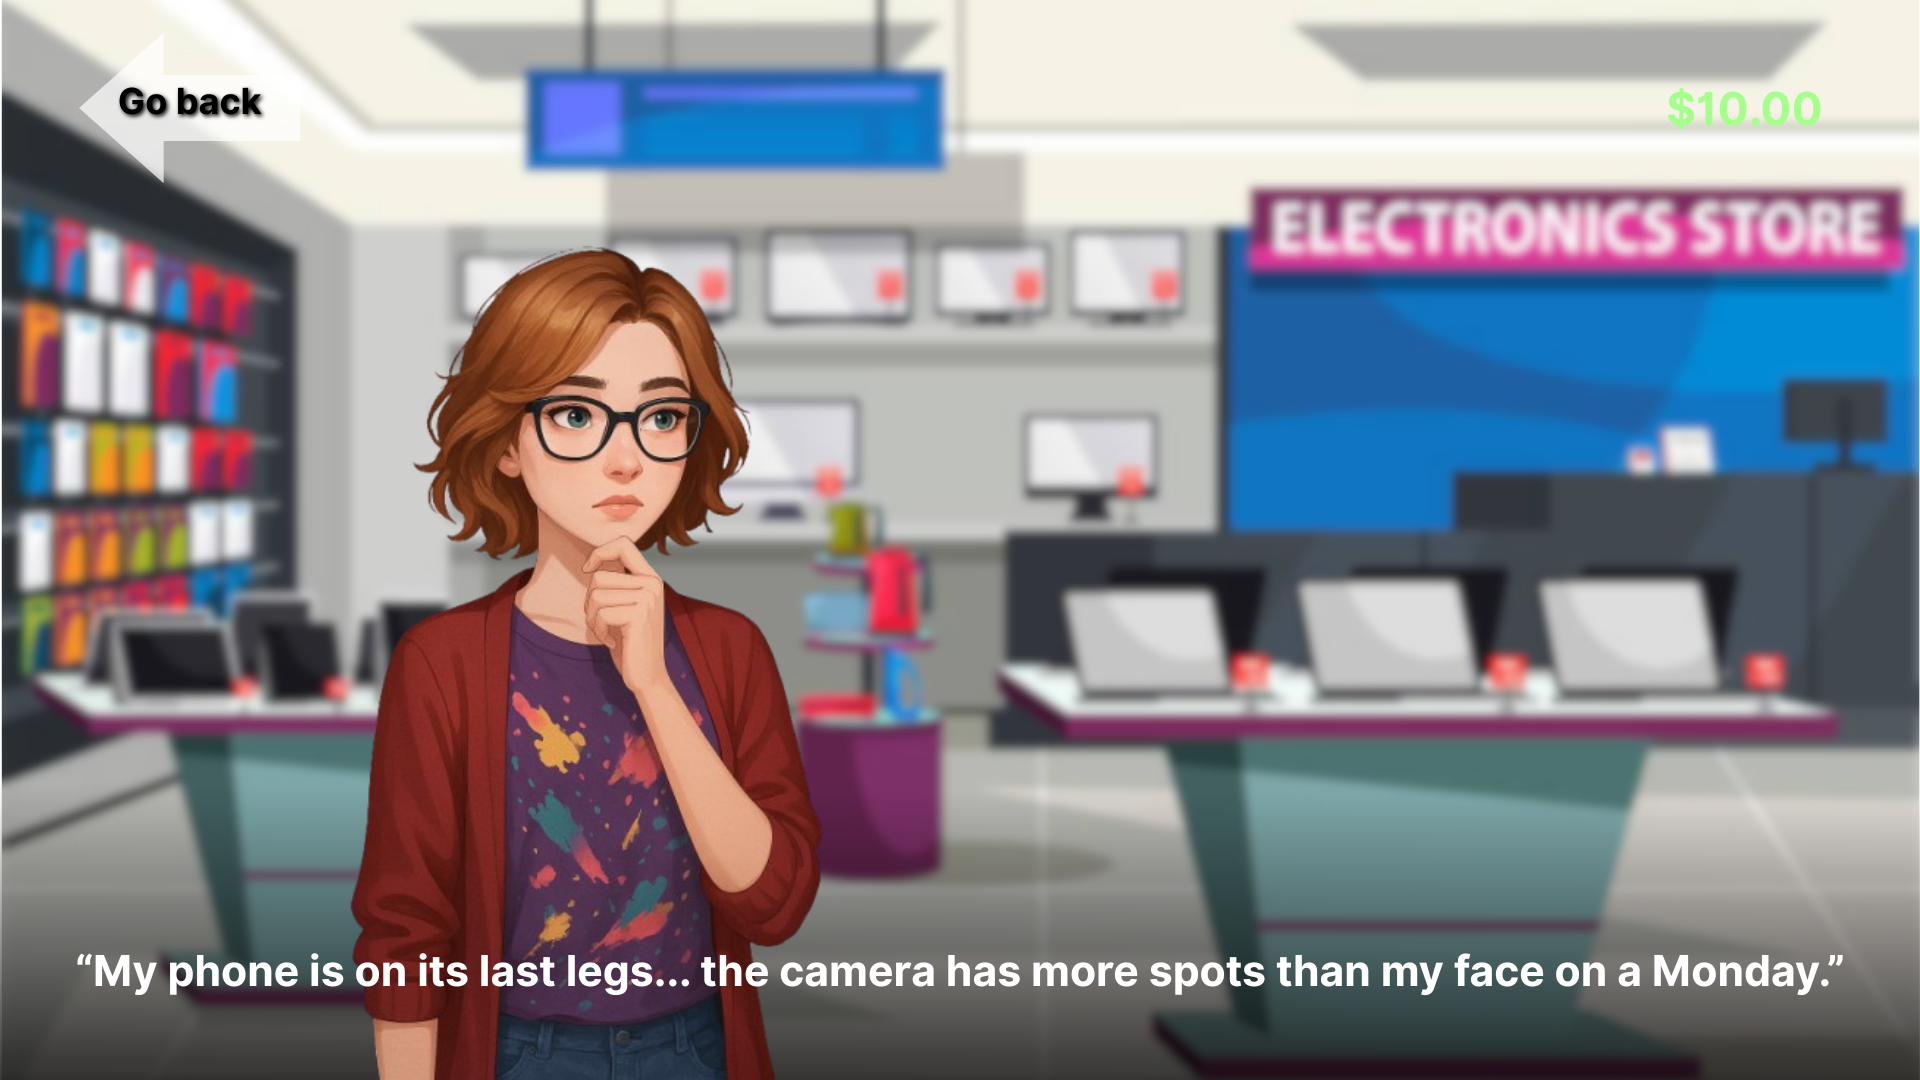 Go back
$10.00
ELECTRONICS STORE
“My phone is on its last legs... the camera has more spots than my face on a Monday.”